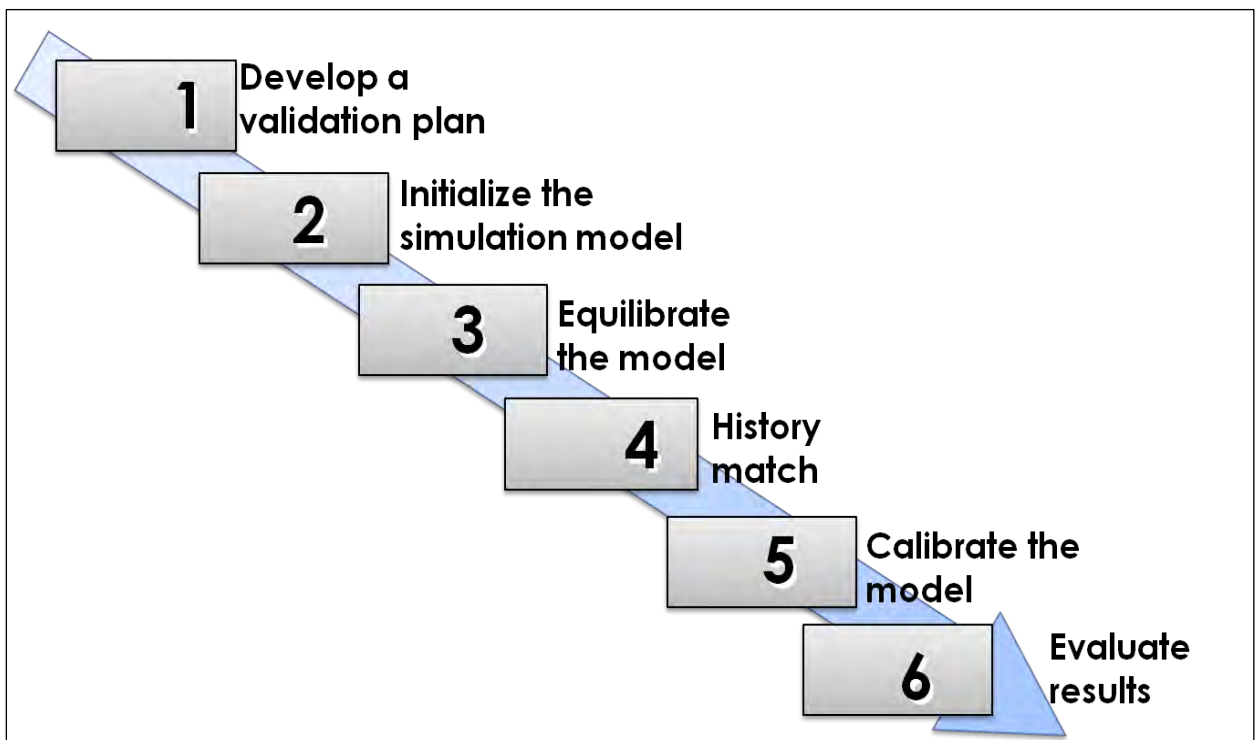 1
Develop a
validation plan
2
Initialize the
simulation model
3
Equilibrate
the model
4
History
match
5
Calibrate the
model
6
Evaluate
results